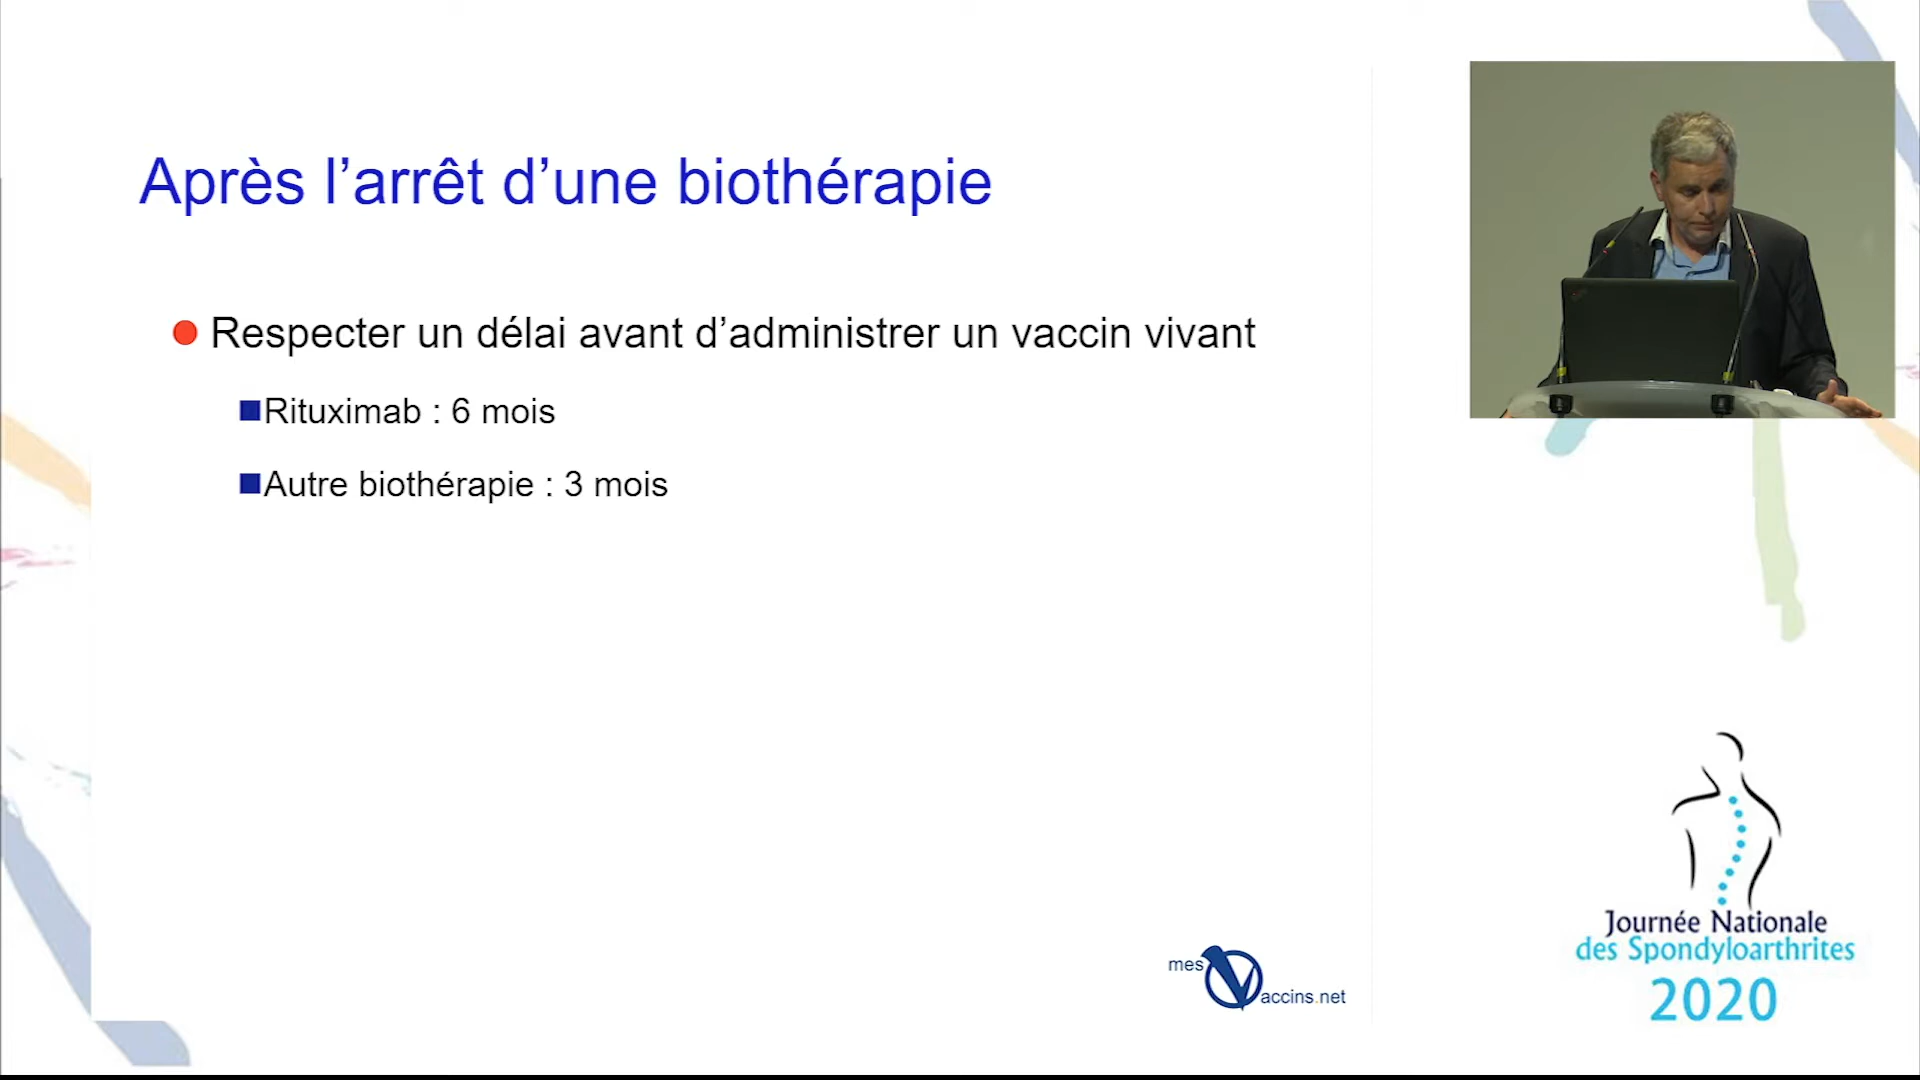 Après l’arrêt d’une biothérapie
Respecter un délai avant d’administrer un vaccin vivant
Rituximab : 6 mois
Autre biothérapie : 3 mois
mes Vaccins.net
Journée Nationale
des Spondyloarthrites
2020